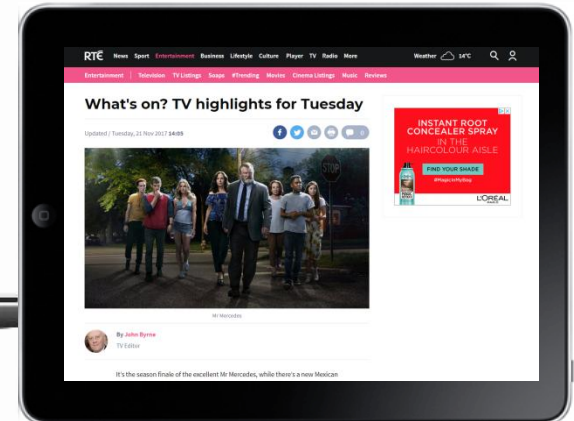 RTÉ News Sport Entertainment Business Lifestyle Culture Player TV Radio More Weather 14°C
Entertainment Television TV Listings Soaps #Trending Movies Cinema Listings Music Reviews
What's on? TV highlights for Tuesday
Updated / Tuesday, 21 Nov 2017 14:05
0
STOP
Mr Mercedes
By John Byrne
TV Editor
It's the season finale of the excellent Mr Mercedes, while there's a new Mexican
INSTANT ROOT
CONCEALER SPRAY
IN THE
HAIRCOLOUR AISLE
FIND YOUR SHADE
#MagicInMyBag
L'ORÉAL